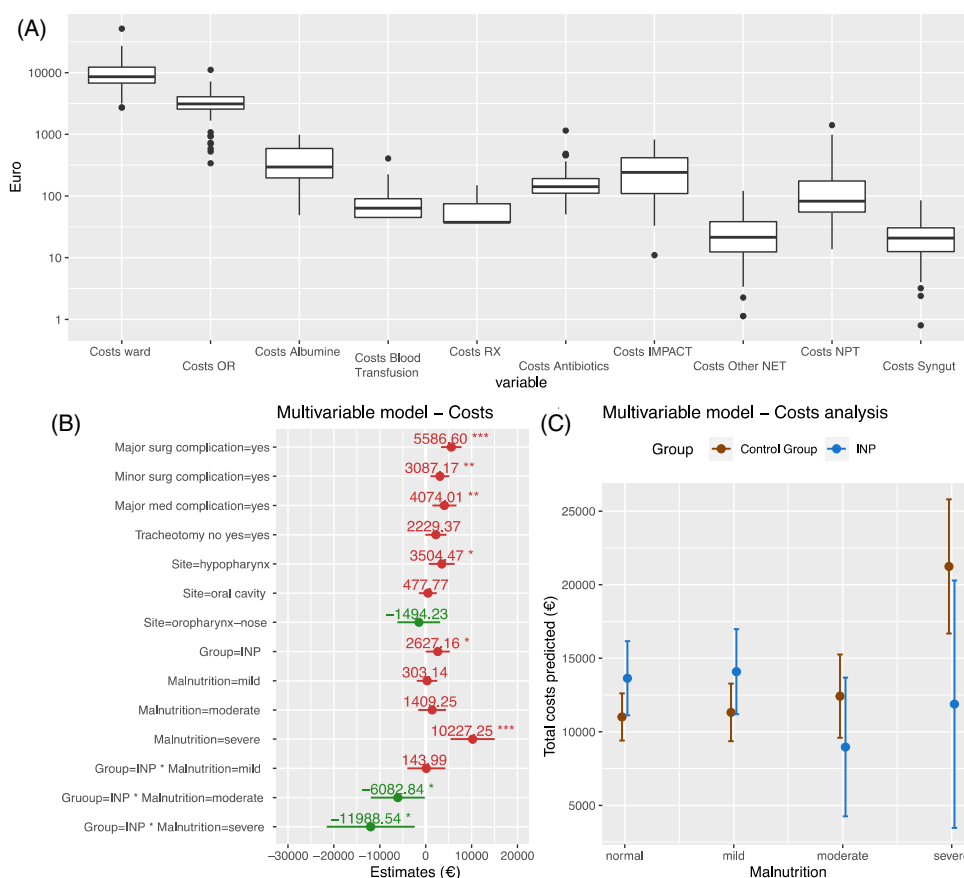 (A)
Euro
10000
1000
100
10
1
Costs ward
Costs OR
Costs Albumine
Costs Blood
Transfusion
Costs RX
Costs Antibiotics
Costs IMPACT
Costs Other NET
Costs NPT
Costs Syngut
variable
(B)
Multivariable model – Costs
Major surg complication=yes
5586.60 ***
Minor surg complication=yes
3087.17 **
Major med complication=yes
4074.01 **
Tracheotomy no yes=yes
2229.37
Site=hypopharynx
3504.47 *
Site=oral cavity
477.77
Site=oropharynx–nose
−1494.23
Group=INP
2627.16 *
Malnutrition=mild
303.14
Malnutrition=moderate
1409.25
Malnutrition=severe
10227.25 ***
Group=INP * Malnutrition=mild
143.99
Gruoup=INP * Malnutrition=moderate
−6082.84 *
Group=INP * Malnutrition=severe
−11988.54 *
−30000 −20000 −10000 0 10000 20000
Estimates (€)
(C)
Multivariable model – Costs analysis
Group
Control Group
INP
Total costs predicted (€)
25000
20000
15000
10000
5000
normal mild moderate severe
Malnutrition